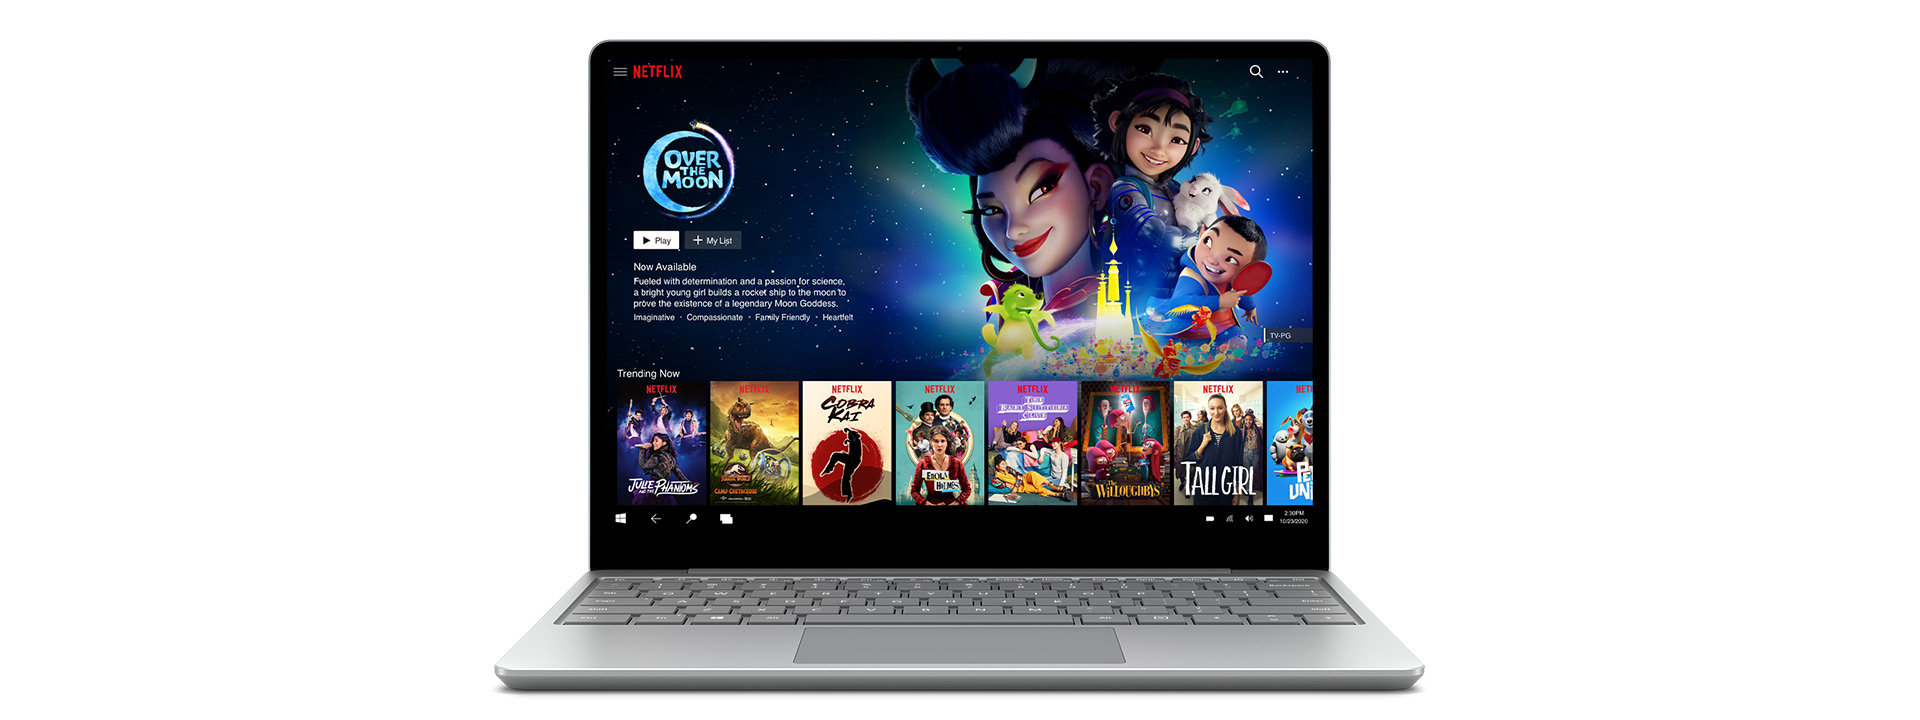 NETFLIX
OVER
THE
MOON
Play
My List
Now Available
Fueled with determination and a passion for science,
a bright young girl builds a rocket ship to the moon to
prove the existence of a legendary Moon Goddess.
Imaginative · Compassionate · Family Friendly · Heartfelt
TV-PG
Trending Now
NETFLIX
JULIE
AND THE PHANTOMS
NETFLIX
JURASSIC WORLD
CAMP CRETACEOUS
NETFLIX
COBRA
KAI
NETFLIX
ENOLA
HOLMES
NETFLIX
THE
BABY-SITTERS
CLUB
NETFLIX
THE
WILLOUGHBYS
NETFLIX
TALL GIRL
NET
PE
UN
2:30PM
10/23/2020